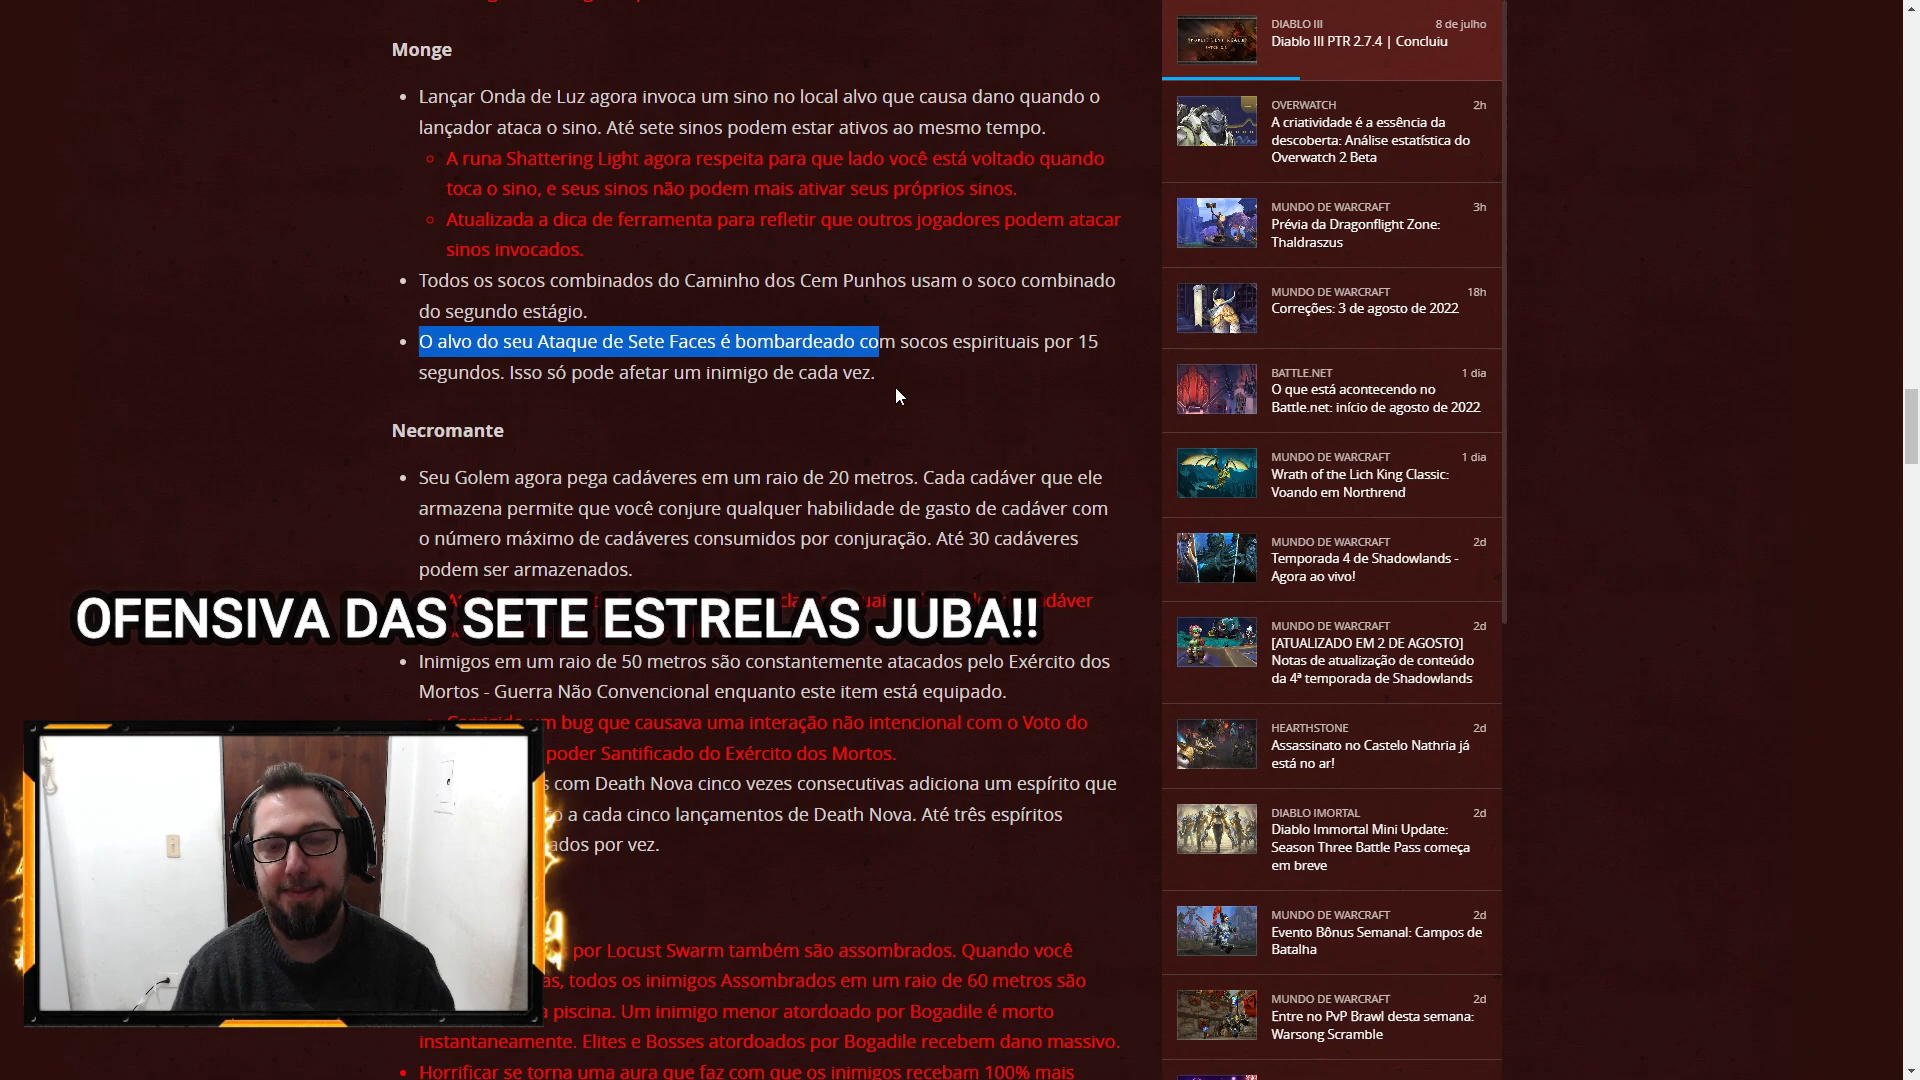 Monge
Lançar Onda de Luz agora invoca um sino no local alvo que causa dano quando o
lançador ataca o sino. Até sete sinos podem estar ativos ao mesmo tempo.
A runa Shattering Light agora respeita para que lado você está voltado quando
toca o sino, e seus sinos não podem mais ativar seus próprios sinos.
Atualizada a dica de ferramenta para refletir que outros jogadores podem atacar
sinos invocados.
Todos os socos combinados do Caminho dos Cem Punhos usam o soco combinado
do segundo estágio.
O alvo do seu Ataque de Sete Faces é bombardeado com socos espirituais por 15
segundos. Isso só pode afetar um inimigo de cada vez.
Necromante
Seu Golem agora pega cadáveres em um raio de 20 metros. Cada cadáver que ele
armazena permite que você conjure qualquer habilidade de gasto de cadáver com
o número máximo de cadáveres consumidos por conjuração. Até 30 cadáveres
podem ser armazenados.
OFENSIVA DAS SETE ESTRELAS JUBA!!
Inimigos em um raio de 50 metros são constantemente atacados pelo Exército dos
Mortos - Guerra Não Convencional enquanto este item está equipado.
um bug que causava uma interação não intencional com o Voto do
poder Santificado do Exército dos Mortos.
com Death Nova cinco vezes consecutivas adiciona um espírito que
a cada cinco lançamentos de Death Nova. Até três espíritos
por vez.
por Locust Swarm também são assombrados. Quando você
todos os inimigos Assombrados em um raio de 60 metros são
piscina. Um inimigo menor atordoado por Bogadile é morto
instantaneamente. Elites e Bosses atordoados por Bogadile recebem dano massivo.
Horrificar se torna uma aura que faz com que os inimigos recebam 100% mais
DIABLO III 8 de julho
Diablo III PTR 2.7.4 | Concluiu
OVERWATCH 2h
A criatividade é a essência da
descoberta: Análise estatística do
Overwatch 2 Beta
MUNDO DE WARCRAFT 3h
Prévia da Dragonflight Zone:
Thaldraszus
MUNDO DE WARCRAFT 18h
Correções: 3 de agosto de 2022
BATTLE.NET 1 dia
O que está acontecendo no
Battle.net: início de agosto de 2022
MUNDO DE WARCRAFT 1 dia
Wrath of the Lich King Classic:
Voando em Northrend
MUNDO DE WARCRAFT 2d
Temporada 4 de Shadowlands -
Agora ao vivo!
MUNDO DE WARCRAFT 2d
[ATUALIZADO EM 2 DE AGOSTO]
Notas de atualização de conteúdo
da 4ª temporada de Shadowlands
HEARTHSTONE 2d
Assassinato no Castelo Nathria já
está no ar!
DIABLO IMORTAL 2d
Diablo Immortal Mini Update:
Season Three Battle Pass começa
em breve
MUNDO DE WARCRAFT 2d
Evento Bônus Semanal: Campos de
Batalha
MUNDO DE WARCRAFT 2d
Entre no PvP Brawl desta semana:
Warsong Scramble